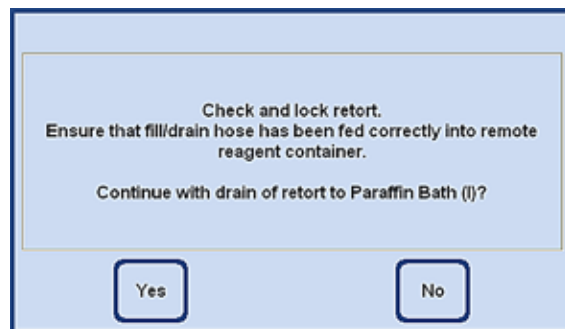 Check and lock retort.
Ensure that fill/drain hose has been fed correctly into remote
reagent container.
Continue with drain of retort to Paraffin Bath (I)?
Yes
No